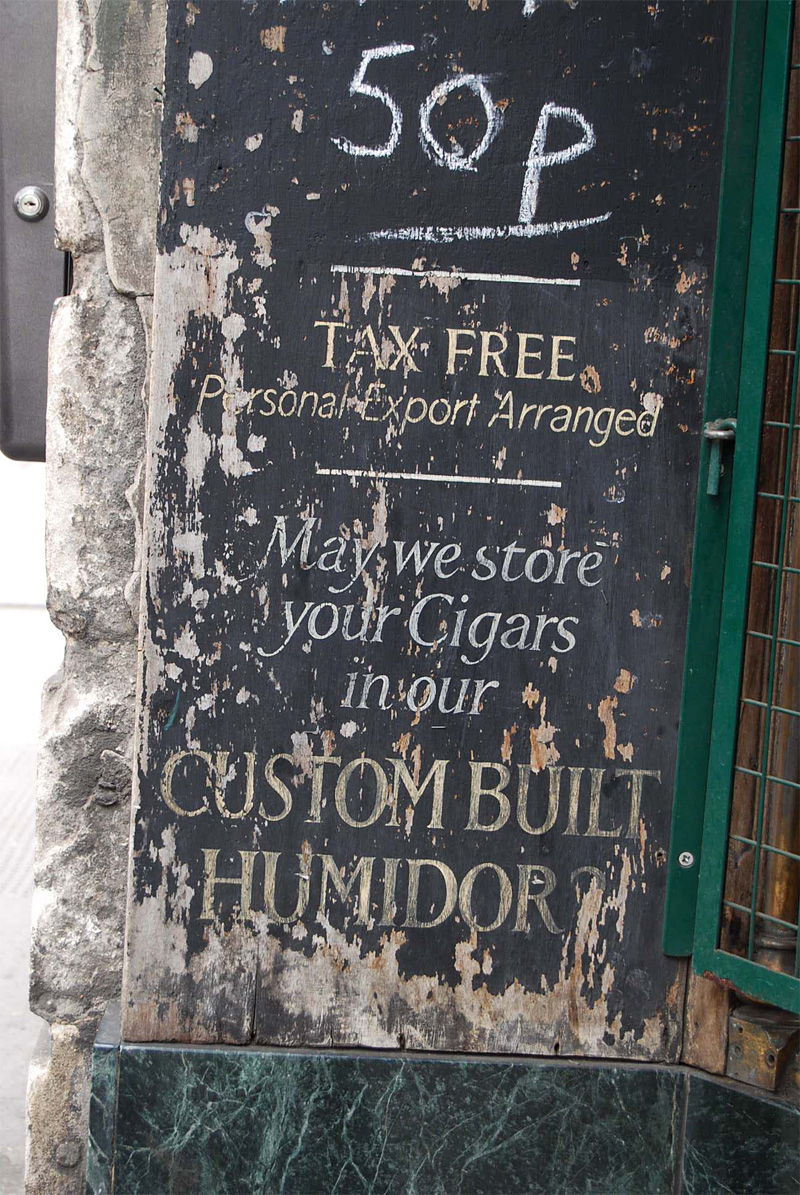 50p
TAX FREE
Personal Export Arranged
May we store
your Cigars
in our
CUSTOM BUILT
HUMIDOR?